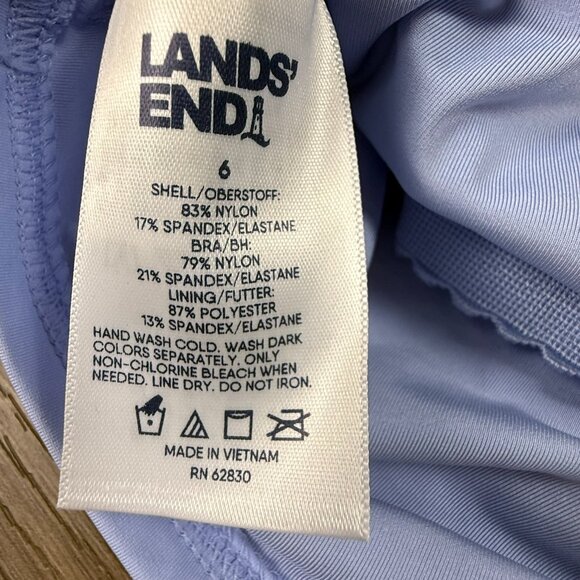 LANDS'
END
6
SHELL/OBERSTOFF:
83% NYLON
17% SPANDEX/ELASTANE
BRA/BH:
79% NYLON
21% SPANDEX/ELASTANE
LINING/FUTTER:
87% POLYESTER
13% SPANDEX/ELASTANE
HAND WASH COLD. WASH DARK
COLORS SEPARATELY. ONLY
NON-CHLORINE BLEACH WHEN
NEEDED. LINE DRY. DO NOT IRON.
MADE IN VIETNAM
RN 62830